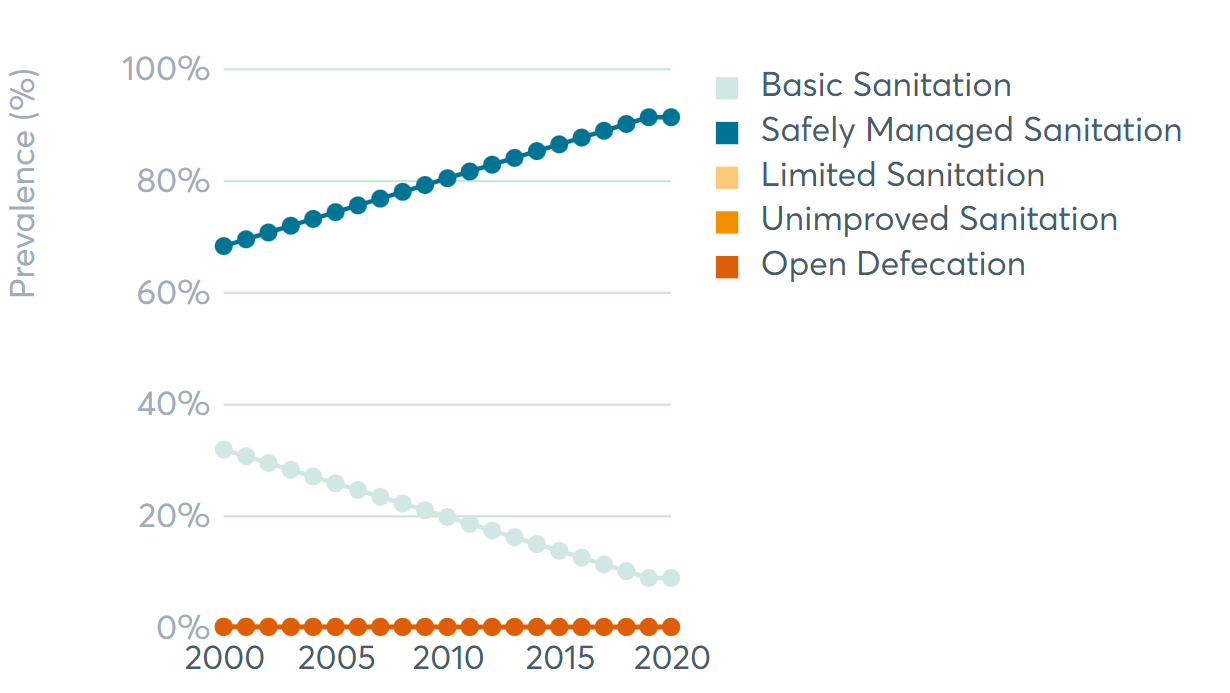 Prevalence (%)
100%
80%
60%
40%
20%
0%
2000 2005 2010 2015 2020
Basic Sanitation
Safely Managed Sanitation
Limited Sanitation
Unimproved Sanitation
Open Defecation